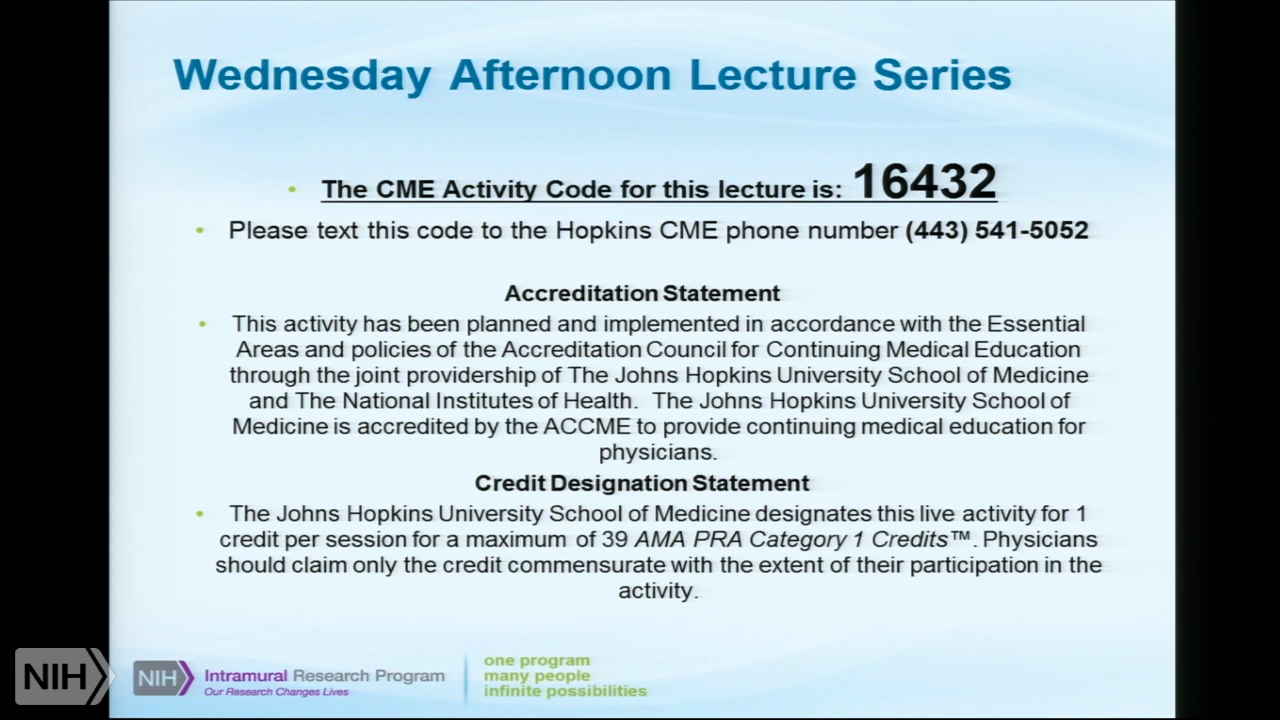 Wednesday Afternoon Lecture Series
• The CME Activity Code for this lecture is: 16432
• Please text this code to the Hopkins CME phone number (443) 541-5052
Accreditation Statement
• This activity has been planned and implemented in accordance with the Essential
Areas and policies of the Accreditation Council for Continuing Medical Education
through the joint providership of The Johns Hopkins University School of Medicine
and The National Institutes of Health. The Johns Hopkins University School of
Medicine is accredited by the ACCME to provide continuing medical education for
physicians.
Credit Designation Statement
• The Johns Hopkins University School of Medicine designates this live activity for 1
credit per session for a maximum of 39 AMA PRA Category 1 Credits™. Physicians
should claim only the credit commensurate with the extent of their participation in the
activity.
NIH
NIH
Intramural Research Program
Our Research Changes Lives
one program
many people
infinite possibilities